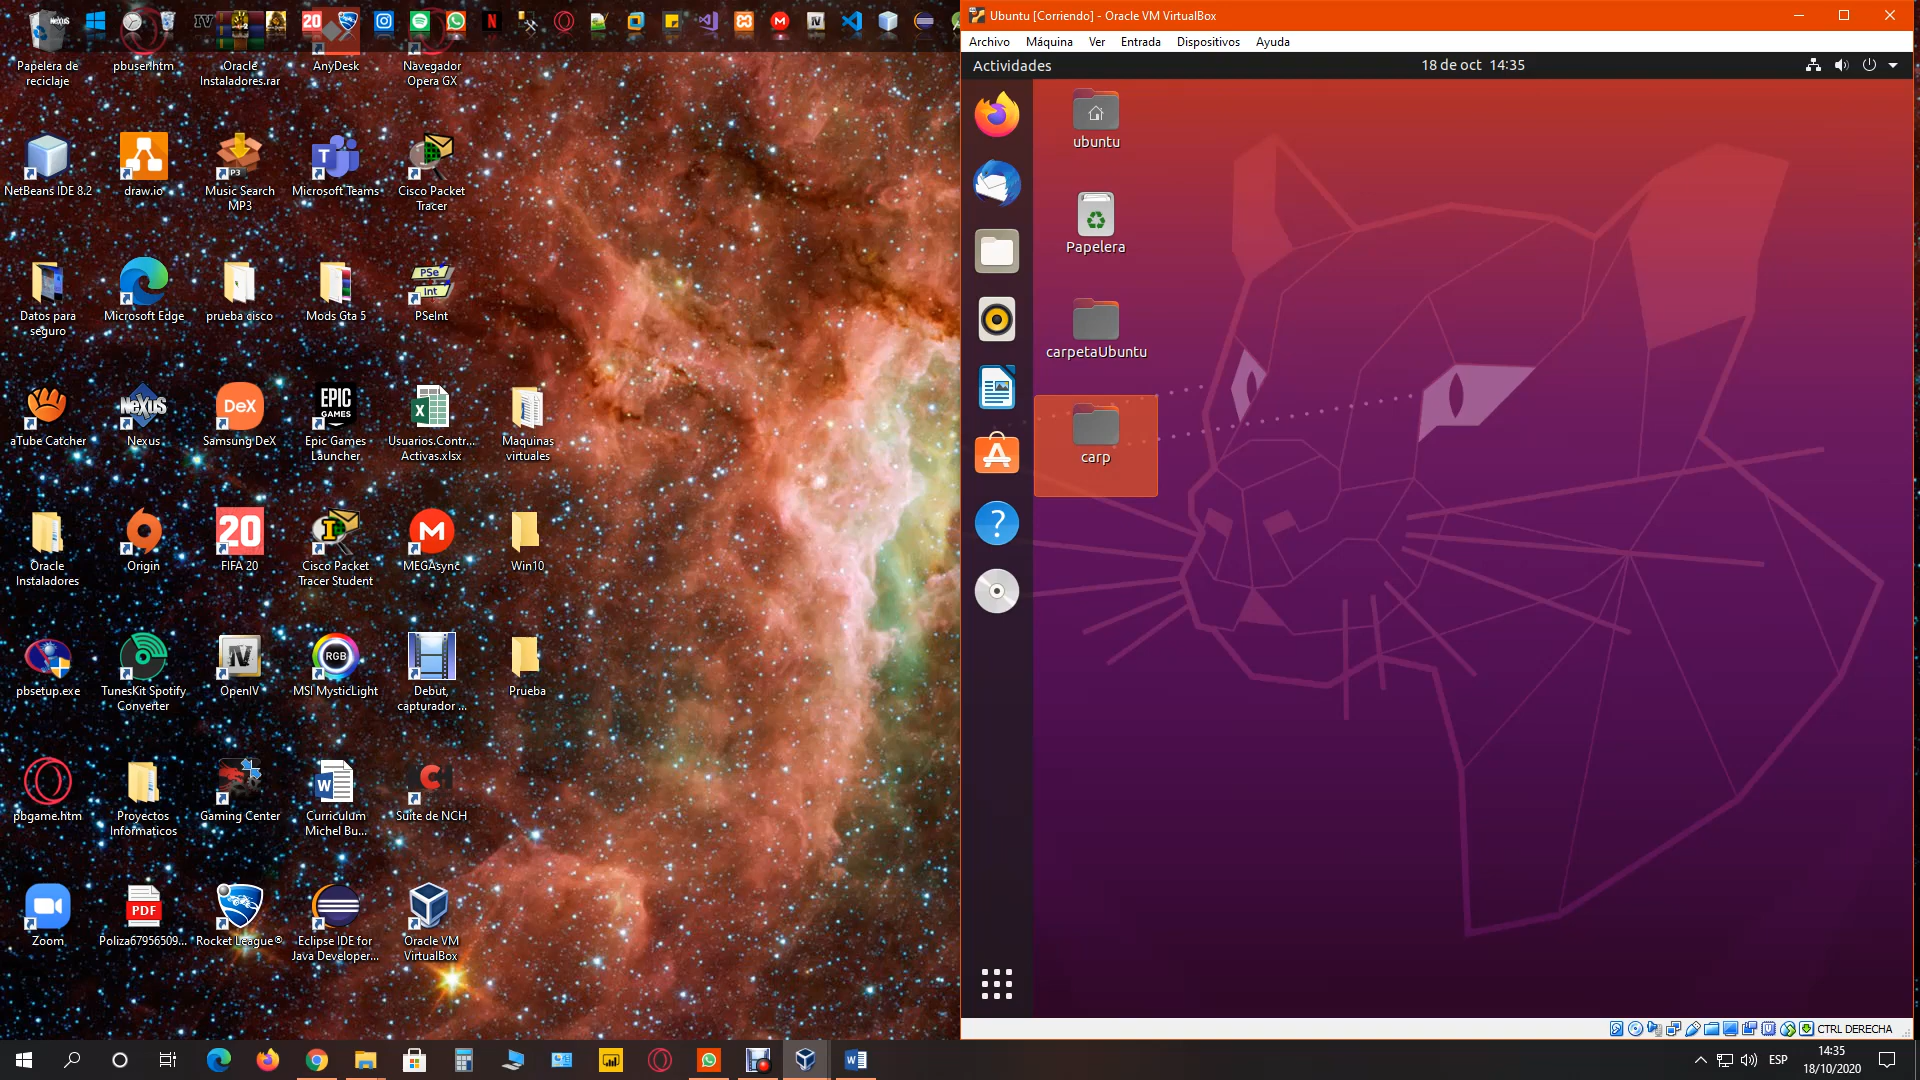 Papelera de
reciclaje
pbuser.htm
Oracle
Instaladores.rar
AnyDesk
Navegador
Opera GX
NetBeans IDE 8.2
draw.io
Music Search
MP3
Microsoft Teams
Cisco Packet
Tracer
Datos para
seguro
Microsoft Edge
prueba cisco
Mods Gta 5
PSeInt
aTube Catcher
Nexus
Samsung DeX
Epic Games
Launcher
Usuarios.Contr...
Activas.xlsx
Maquinas
virtuales
Oracle
Instaladores
Origin
FIFA 20
Cisco Packet
Tracer Student
MEGAsync
Win10
pbsetup.exe
TunesKit Spotify
Converter
OpenIV
MSI MysticLight
Debut,
capturador ...
Prueba
pbgame.htm
Proyectos
Informaticos
Gaming Center
Curriculum
Michel Bu...
Suite de NCH
Zoom
Poliza67956509...
Rocket League®
Eclipse IDE for
Java Developer...
Oracle VM
VirtualBox
Ubuntu [Corriendo] - Oracle VM VirtualBox
Archivo Máquina Ver Entrada Dispositivos Ayuda
Actividades 18 de oct 14:35
ubuntu
Papelera
carpetaUbuntu
carp
CTRL DERECHA
ESP
14:35
18/10/2020